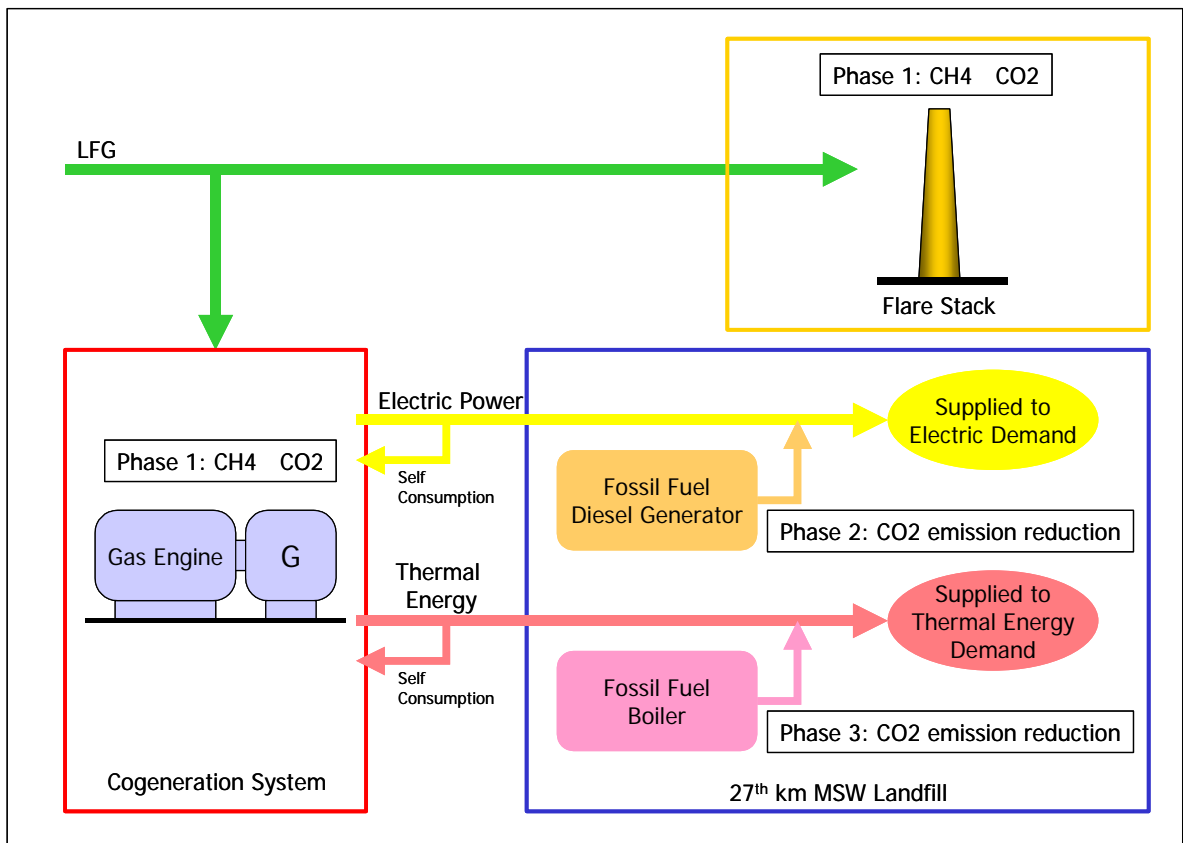 Phase 1: CH4 CO2
LFG
Flare Stack
Electric Power
Supplied to
Electric Demand
Phase 1: CH4 CO2
Self
Consumption
Fossil Fuel
Diesel Generator
Phase 2: CO2 emission reduction
Gas Engine
G
Thermal
Energy
Supplied to
Thermal Energy
Demand
Self
Consumption
Fossil Fuel
Boiler
Phase 3: CO2 emission reduction
Cogeneration System
27th km MSW Landfill